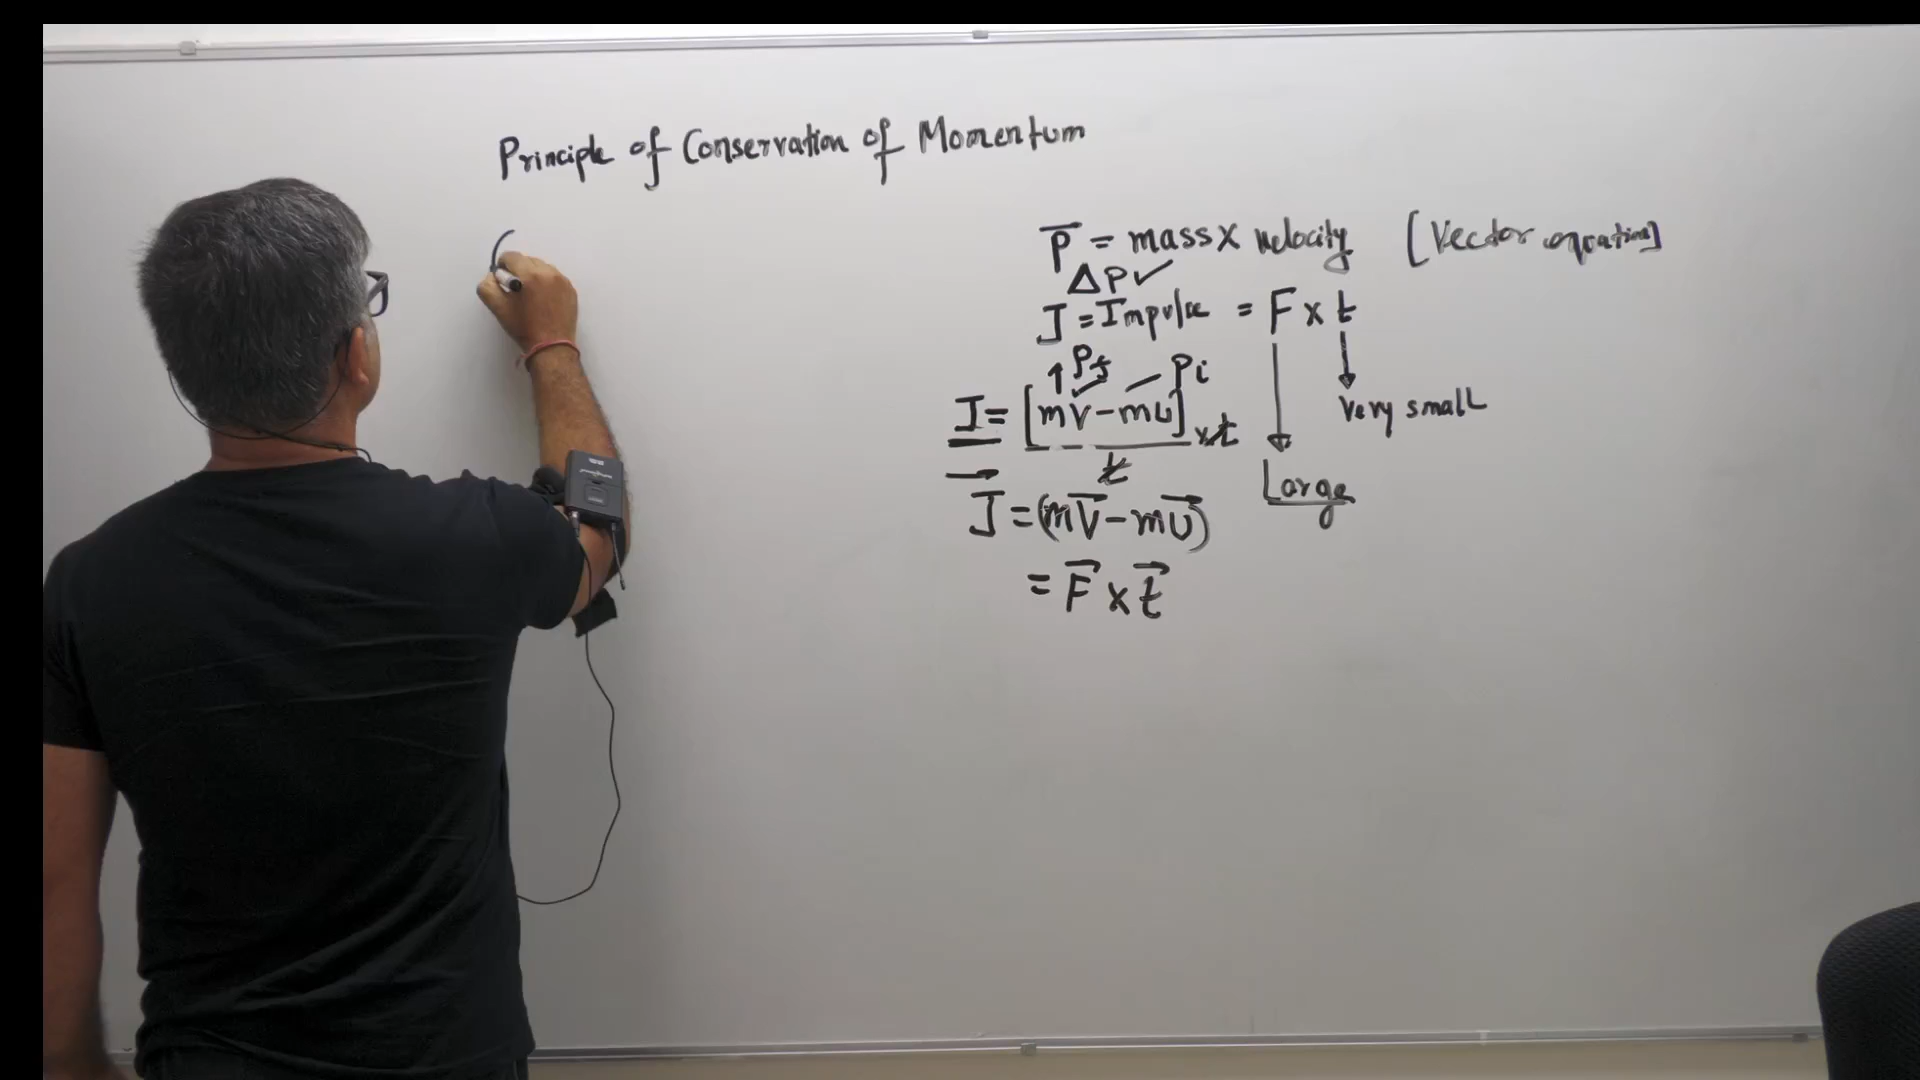 Principle of Conservation of Momentum
P = mass x velocity [Vector equation]
ΔP✓
J = Impulse = F x t
Pf Pi
J = [mv - mu] x t
t
Very small
Large
J = (mV - mU)
= F x t